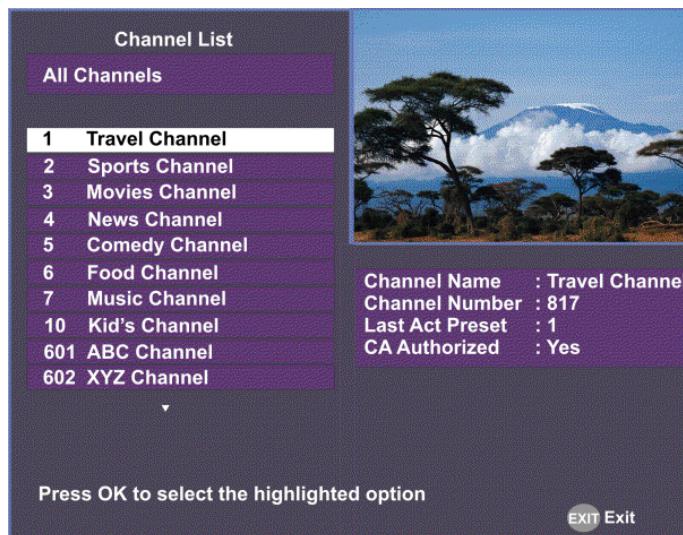 Channel List
All Channels
1 Travel Channel
2 Sports Channel
3 Movies Channel
4 News Channel
5 Comedy Channel
6 Food Channel
7 Music Channel
10 Kid's Channel
601 ABC Channel
602 XYZ Channel
Channel Name : Travel Channel
Channel Number : 817
Last Act Preset : 1
CA Authorized : Yes
Press OK to select the highlighted option
EXIT Exit